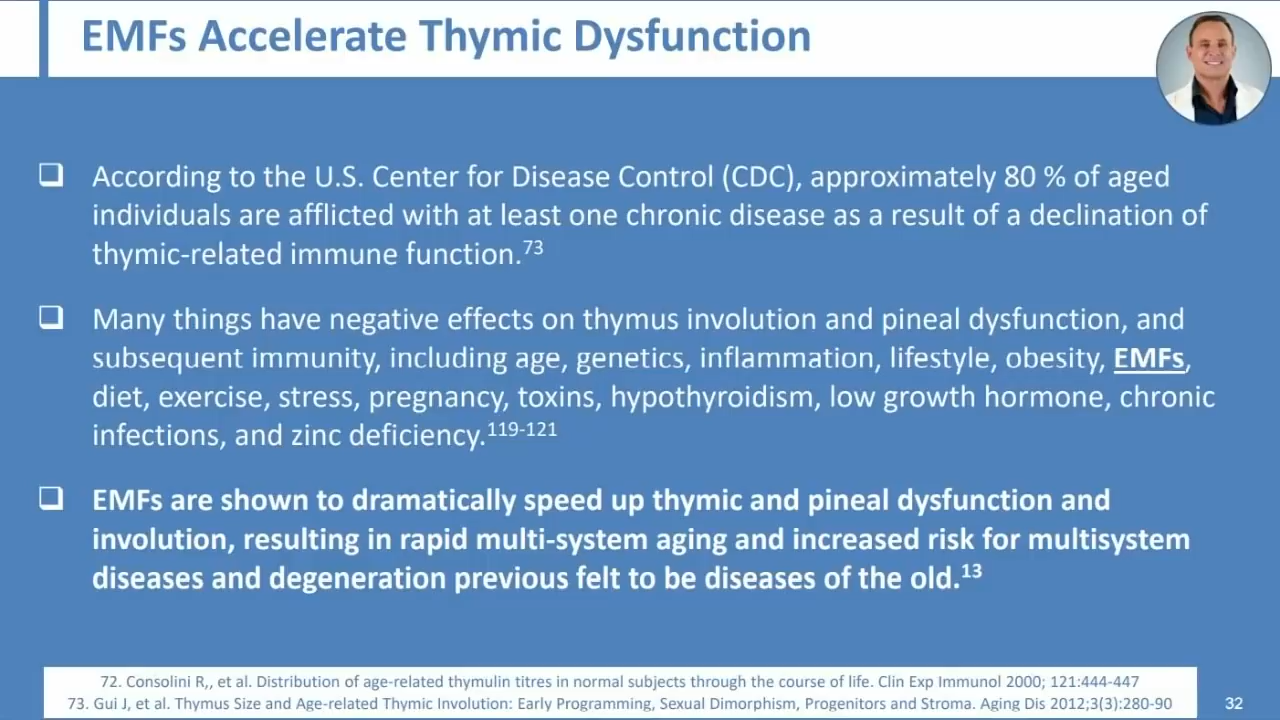 EMFs Accelerate Thymic Dysfunction
According to the U.S. Center for Disease Control (CDC), approximately 80 % of aged
individuals are afflicted with at least one chronic disease as a result of a declination of
thymic-related immune function.73
Many things have negative effects on thymus involution and pineal dysfunction, and
subsequent immunity, including age, genetics, inflammation, lifestyle, obesity, EMFs,
diet, exercise, stress, pregnancy, toxins, hypothyroidism, low growth hormone, chronic
infections, and zinc deficiency.119-121
EMFs are shown to dramatically speed up thymic and pineal dysfunction and
involution, resulting in rapid multi-system aging and increased risk for multisystem
diseases and degeneration previous felt to be diseases of the old.13
72. Consolini R,, et al. Distribution of age-related thymulin titres in normal subjects through the course of life. Clin Exp Immunol 2000; 121:444-447
73. Gui J, et al. Thymus Size and Age-related Thymic Involution: Early Programming, Sexual Dimorphism, Progenitors and Stroma. Aging Dis 2012;3(3):280-90
32